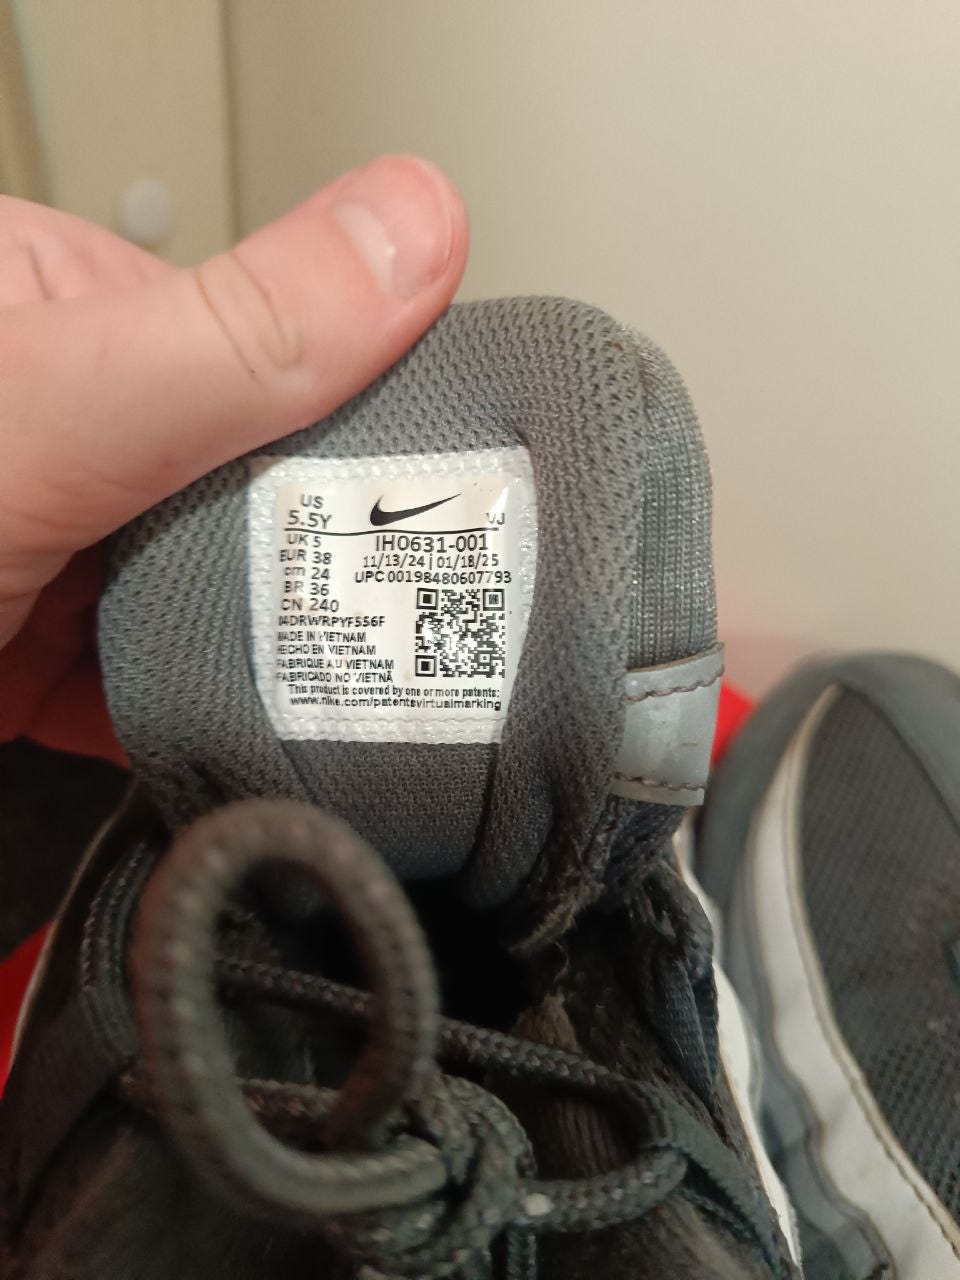 US
5.5Y
VJ
UK 5
EUR 38
cm 24
BR 36
CN 240
IH0631-001
11/13/24 | 01/18/25
UPC 00198480607793
MADE IN VIETNAM
HECHO EN VIETNAM
FABRIQUE AU VIETNAM
FABRICADO NO VIETNÃ
This product is covered by one or more patents:
www.nike.com/patentsvirtualmarking